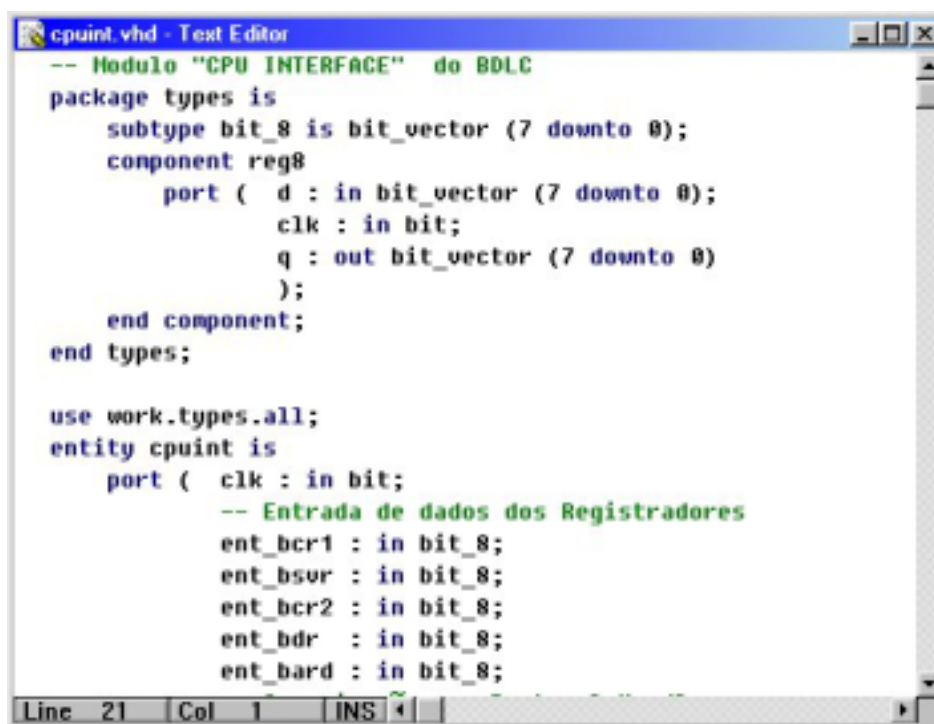 cpuint.vhd - Text Editor
-- Modulo "CPU INTERFACE"  do BDLC
package types is
    subtype bit_8 is bit_vector (7 downto 0);
    component reg8
        port (  d : in bit_vector (7 downto 0);
                clk : in bit;
                q : out bit_vector (7 downto 0)
                );
    end component;
end types;

use work.types.all;
entity cpuint is
    port (  clk : in bit;
            -- Entrada de dados dos Registradores
            ent_bcr1 : in bit_8;
            ent_bsvr : in bit_8;
            ent_bcr2 : in bit_8;
            ent_bdr  : in bit_8;
            ent_bard : in bit_8;
Line 21 Col 1 INS